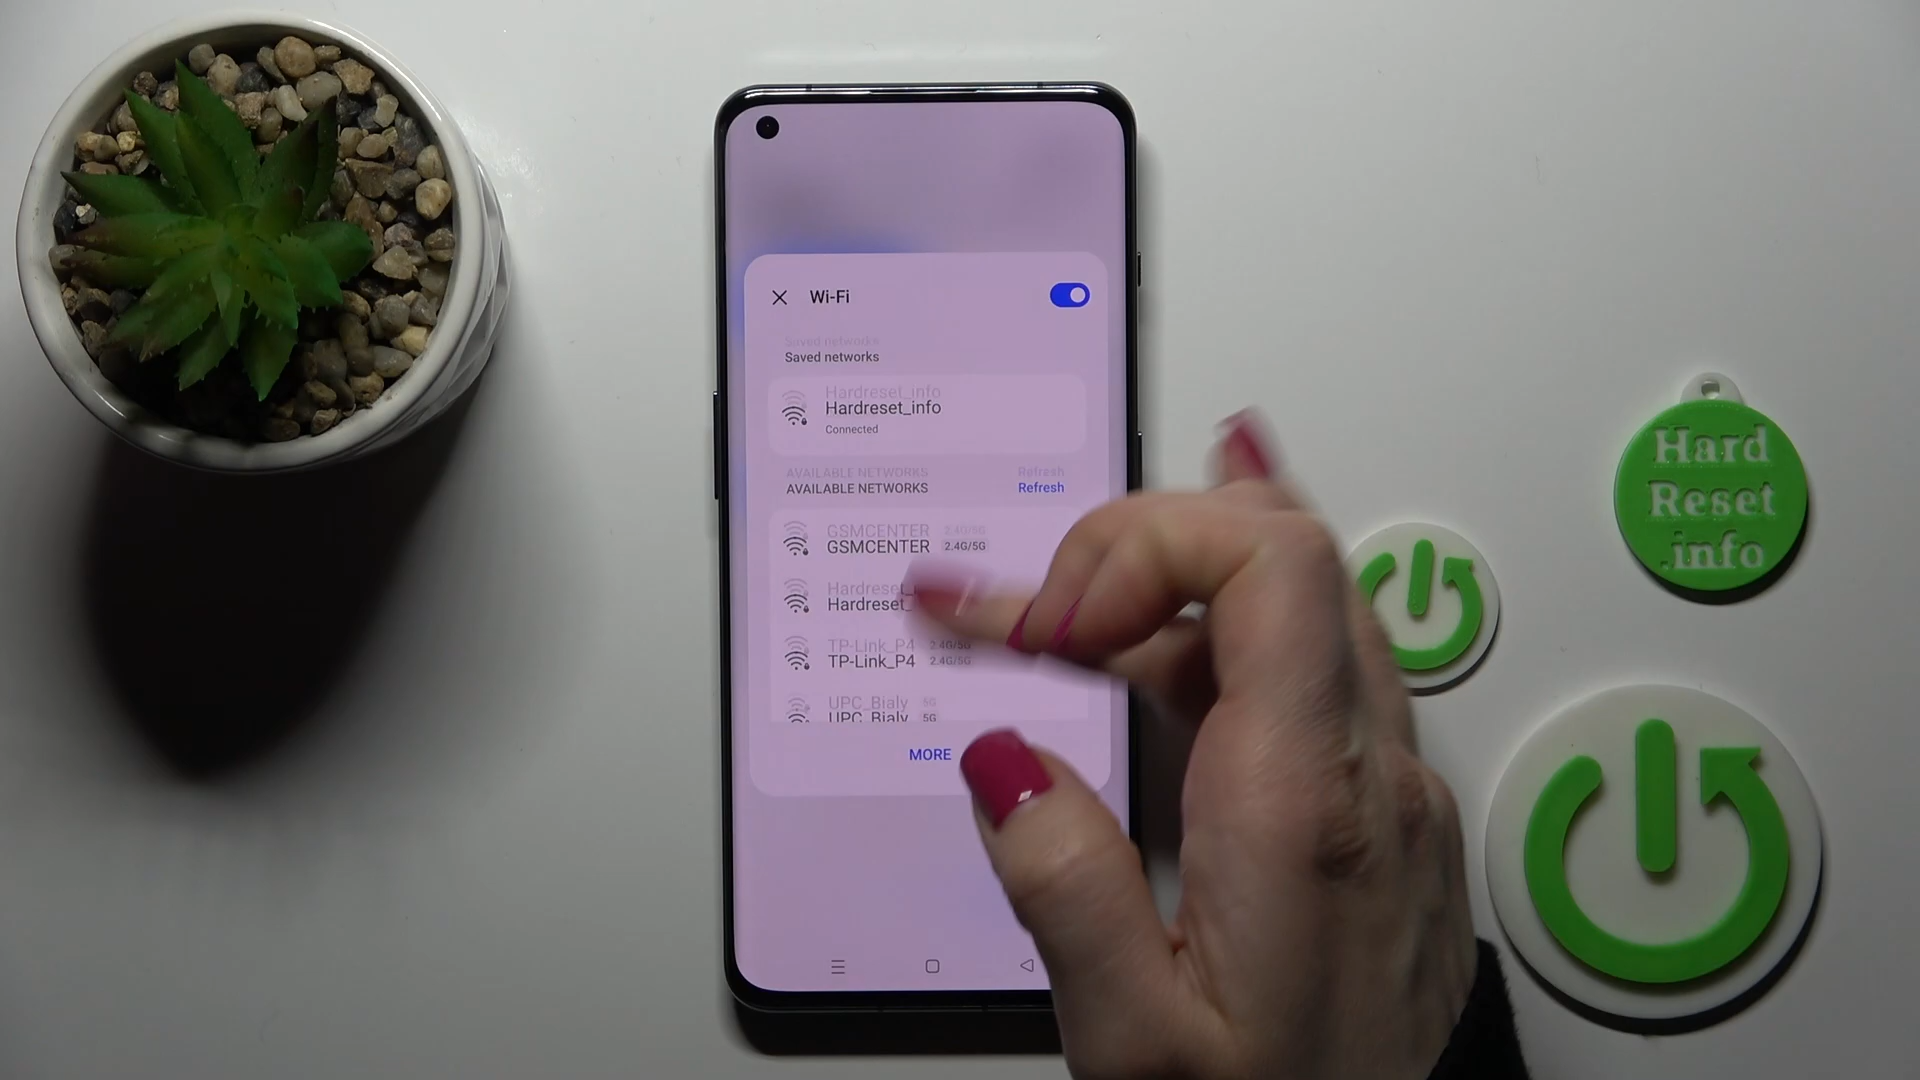 Wi-Fi
Saved networks
Hardreset_info
Connected
AVAILABLE NETWORKS Refresh
GSMCENTER 2.4G/5G
Hardreset_
TP-Link_P4 2.4G/5G
UPC_Bialy 5G
MORE
Hard
Reset
.info